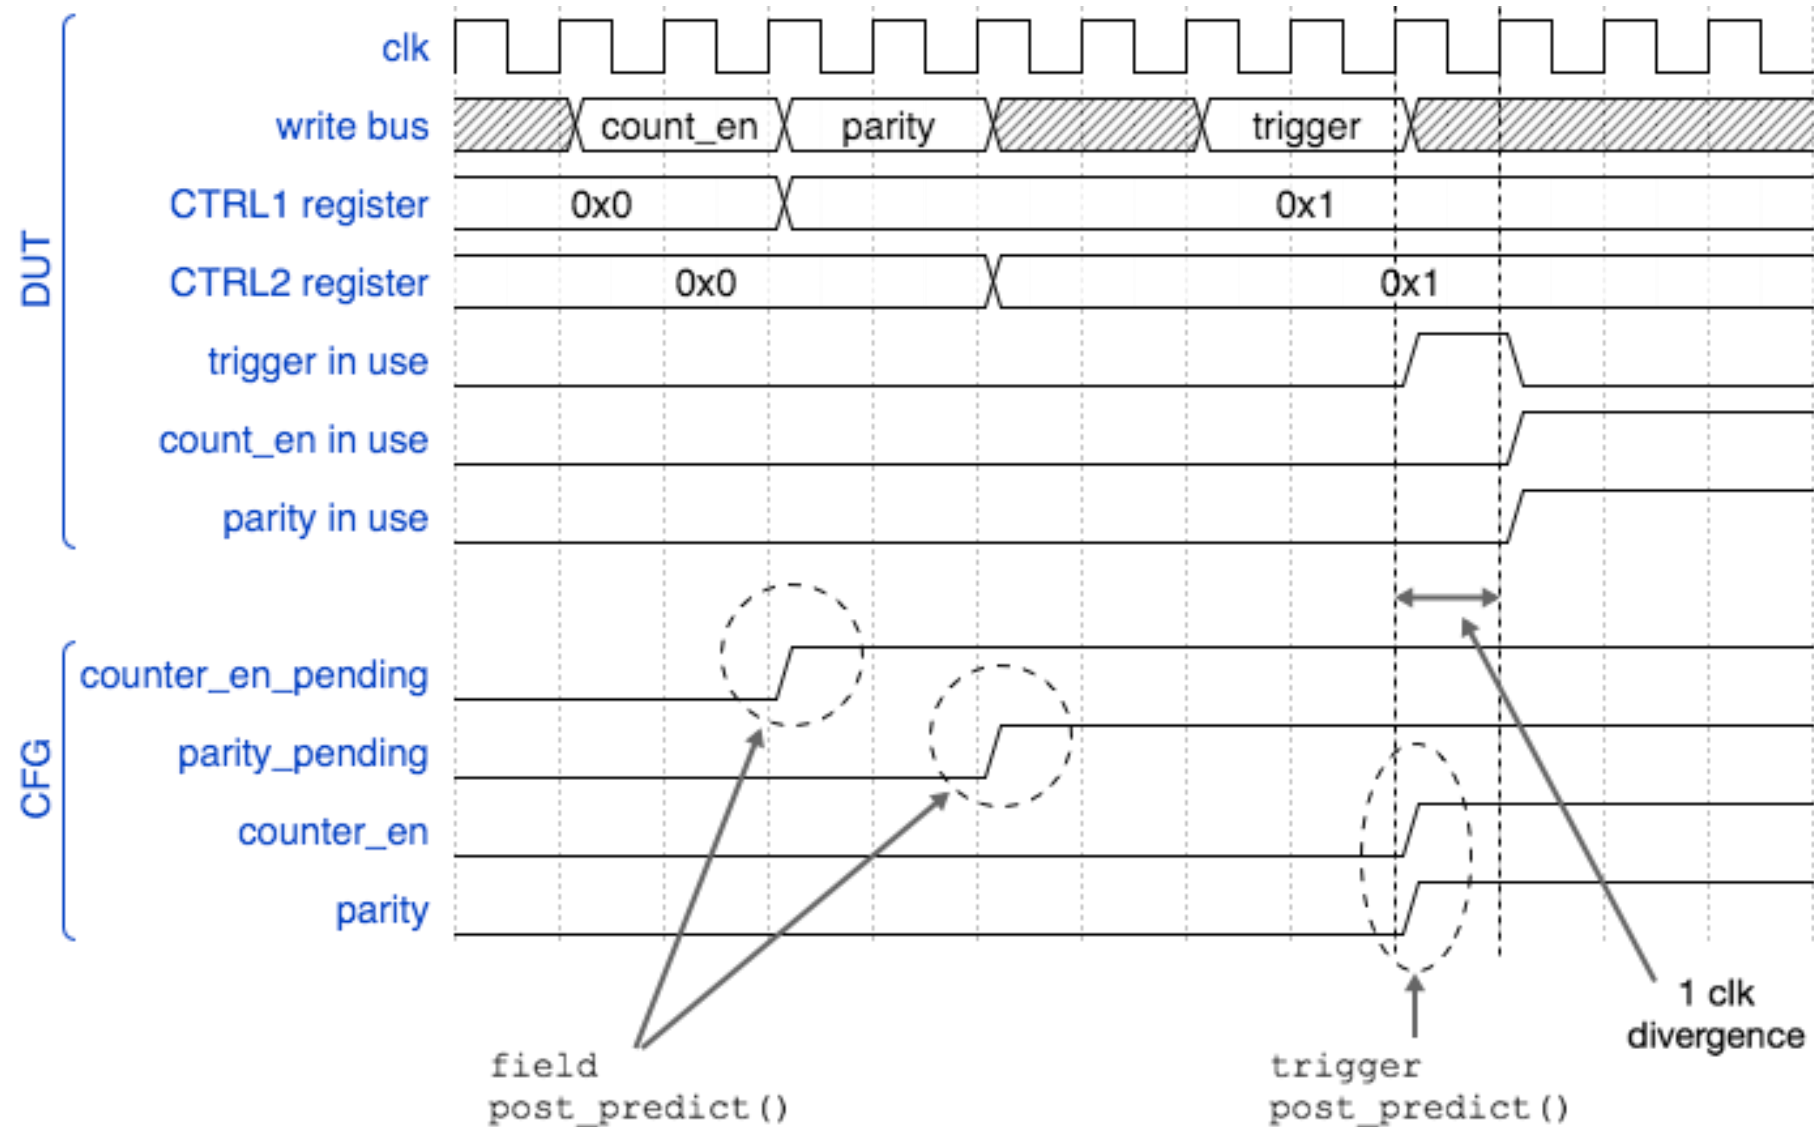 DUT
clk
write bus
count_en
parity
trigger
CTRL1 register
0x0
0x1
CTRL2 register
0x0
0x1
trigger in use
count_en in use
parity in use
CFG
counter_en_pending
parity_pending
counter_en
parity
1 clk
divergence
field
post_predict()
trigger
post_predict()